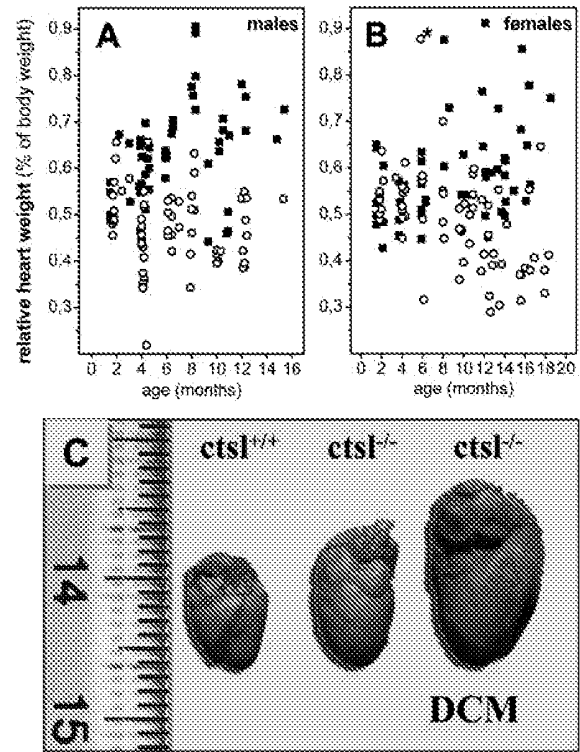 A males
B females
relative heart weight (% of body weight)
0,9
0,8
0,7
0,6
0,5
0,4
0,3
0 2 4 6 8 10 12 14 16
age (months)
0,9
0,8
0,7
0,6
0,5
0,4
0,3
0 2 4 6 8 10 12 14 16 18 20
age (months)
*
C
ctsl+/+ ctsl-/- ctsl-/-
14
15
DCM